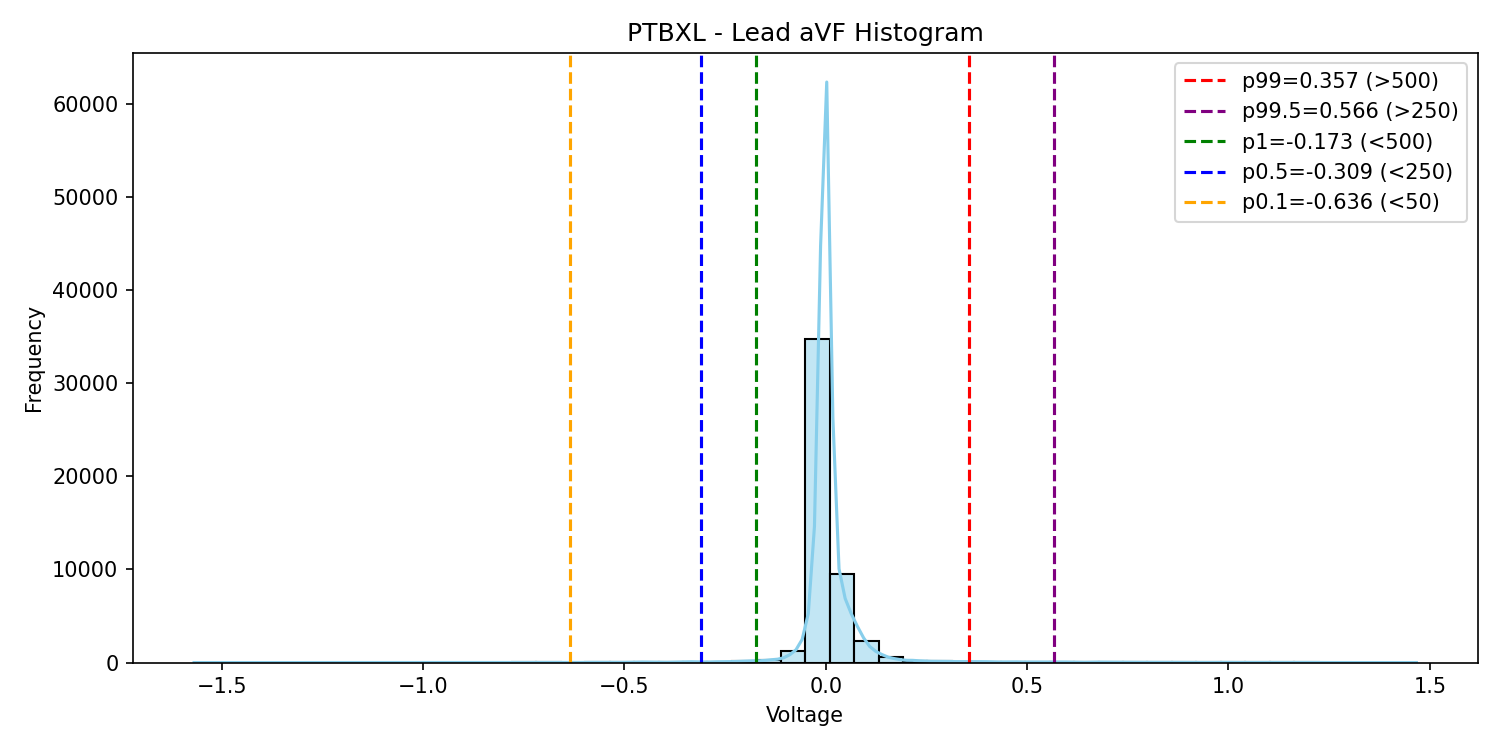 PTBXL - Lead aVF Histogram
p99=0.357 (>500)
p99.5=0.566 (>250)
p1=-0.173 (<500)
p0.5=-0.309 (<250)
p0.1=-0.636 (<50)
Frequency
60000
50000
40000
30000
20000
10000
0
−1.5 −1.0 −0.5 0.0 0.5 1.0 1.5
Voltage